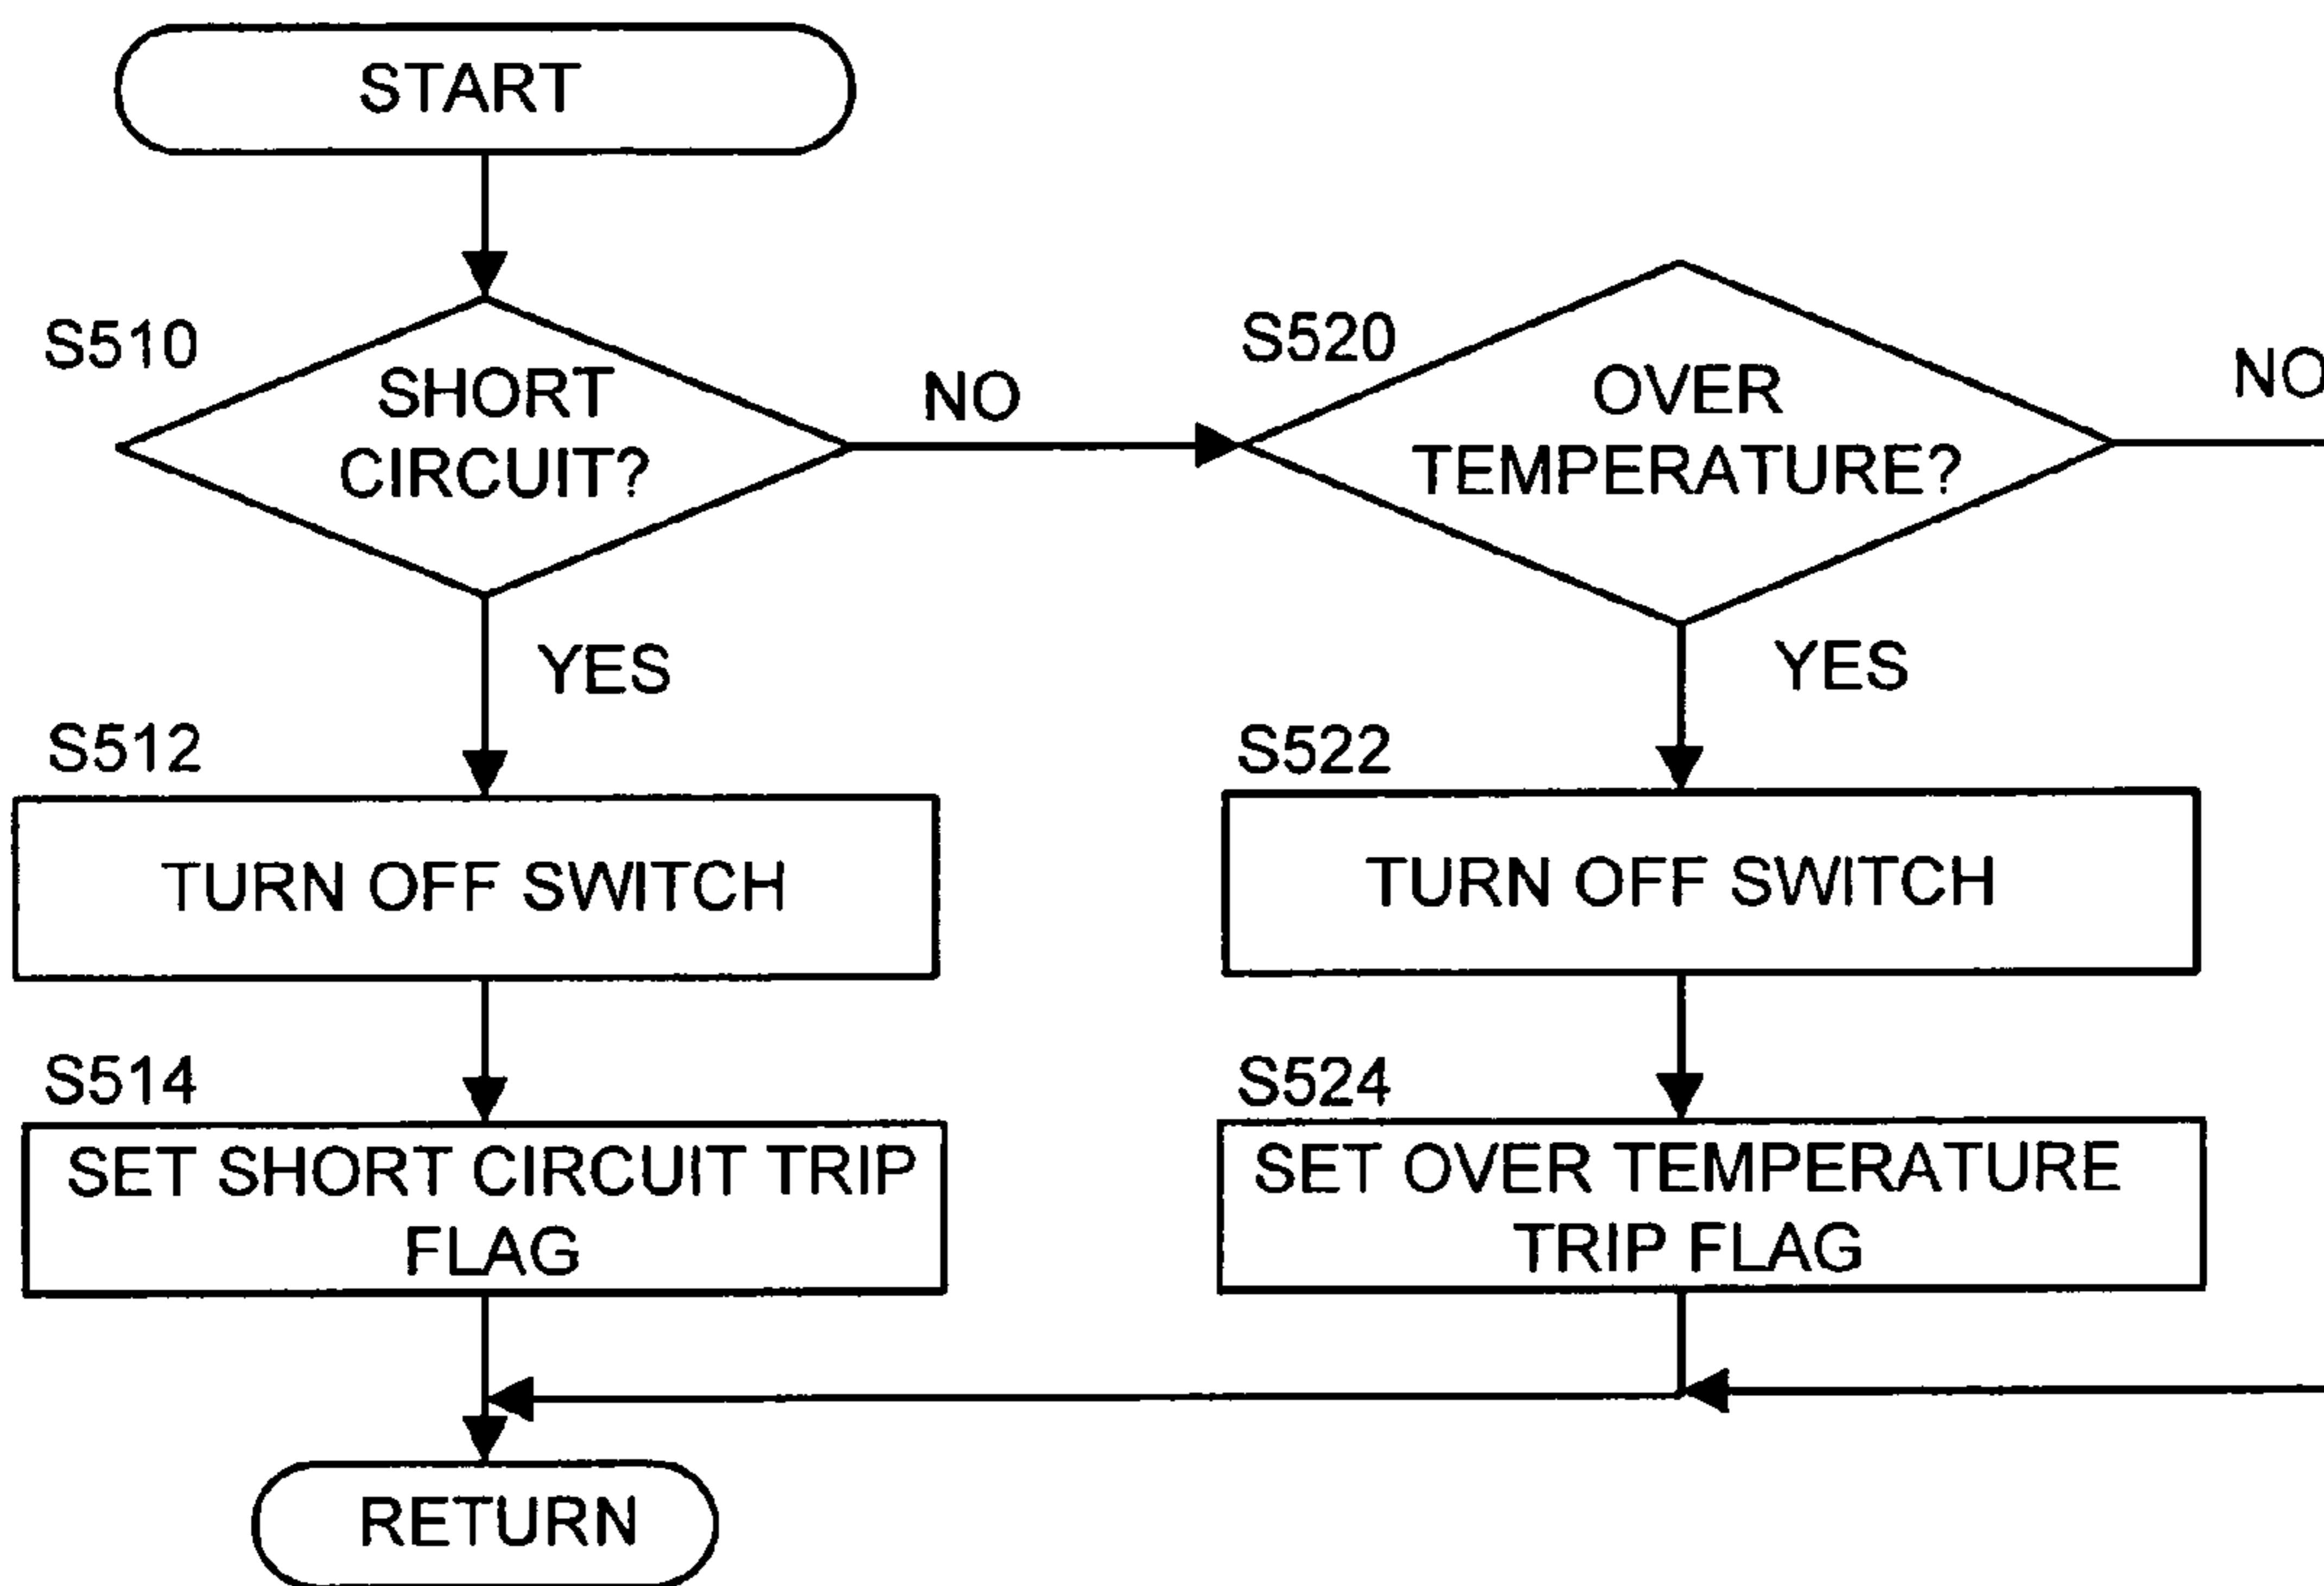 START
S510
SHORT
CIRCUIT?
NO
S520
OVER
TEMPERATURE?
NO
YES
YES
S512
TURN OFF SWITCH
S522
TURN OFF SWITCH
S514
SET SHORT CIRCUIT TRIP
FLAG
S524
SET OVER TEMPERATURE
TRIP FLAG
RETURN